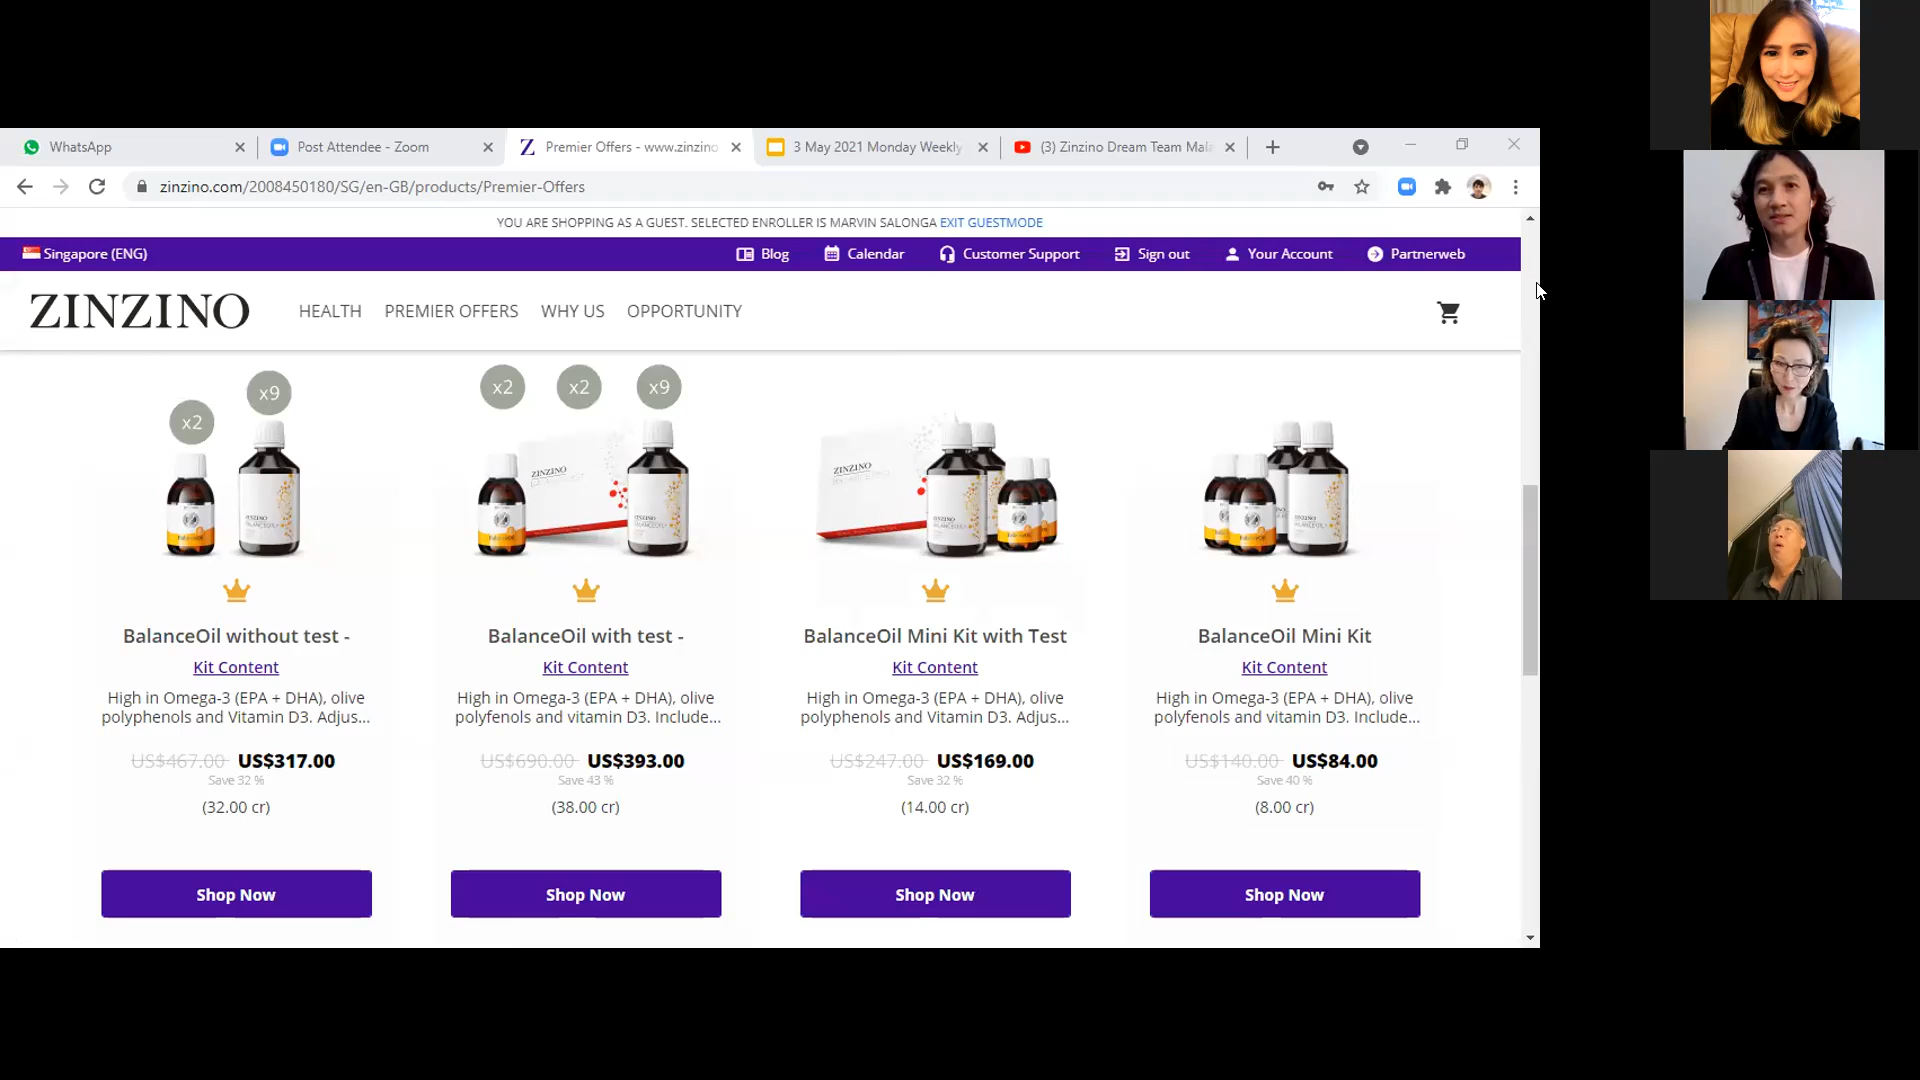 WhatsApp
Post Attendee - Zoom
Premier Offers - www.zinzino
3 May 2021 Monday Weekly
(3) Zinzino Dream Team Mala
zinzino.com/2008450180/SG/en-GB/products/Premier-Offers
YOU ARE SHOPPING AS A GUEST. SELECTED ENROLLER IS MARVIN SALONGA EXIT GUESTMODE
Singapore (ENG)
Blog
Calendar
Customer Support
Sign out
Your Account
Partnerweb
ZINZINO
HEALTH
PREMIER OFFERS
WHY US
OPPORTUNITY
x2
x9
x2
x2
x9
ZINZINO
ZINZINO
BalanceOil without test -
Kit Content
High in Omega-3 (EPA + DHA), olive
polyphenols and Vitamin D3. Adjus...
US$467.00 US$317.00
Save 32 %
(32.00 cr)
Shop Now
BalanceOil with test -
Kit Content
High in Omega-3 (EPA + DHA), olive
polyfenols and vitamin D3. Include...
US$690.00 US$393.00
Save 43 %
(38.00 cr)
Shop Now
BalanceOil Mini Kit with Test
Kit Content
High in Omega-3 (EPA + DHA), olive
polyphenols and Vitamin D3. Adjus...
US$247.00 US$169.00
Save 32 %
(14.00 cr)
Shop Now
BalanceOil Mini Kit
Kit Content
High in Omega-3 (EPA + DHA), olive
polyfenols and vitamin D3. Include...
US$140.00 US$84.00
Save 40 %
(8.00 cr)
Shop Now